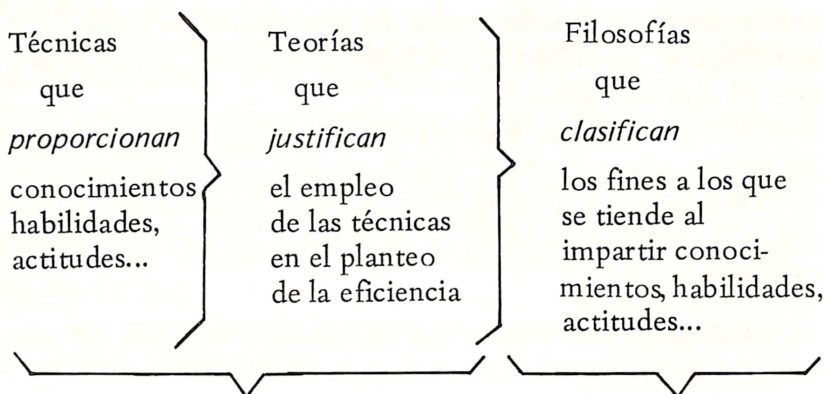 Técnicas
que
proporcionan
conocimientos
habilidades,
actitudes...
Teorías
que
justifican
el empleo
de las técnicas
en el planteo
de la eficiencia
Filosofías
que
clasifican
los fines a los que
se tiende al
impartir conoci-
mientos, habilidades,
actitudes...